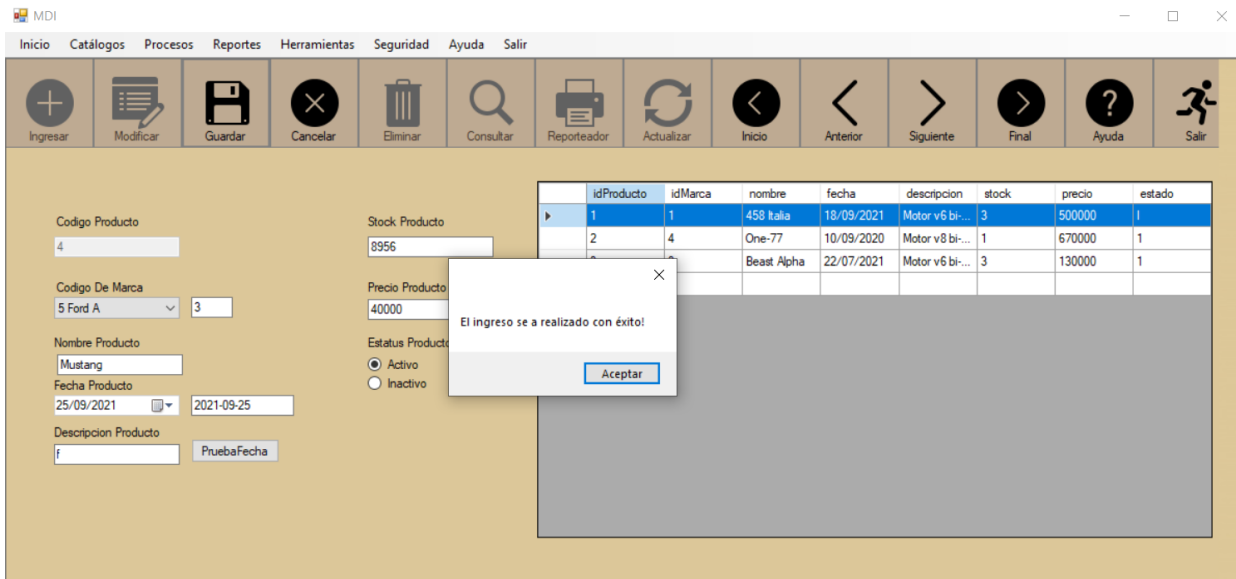 MDI
Inicio Catálogos Procesos Reportes Herramientas Seguridad Ayuda Salir
Ingresar Modificar Guardar Cancelar Eliminar Consultar Reporteador Actualizar Inicio Anterior Siguiente Final Ayuda Salir
idProducto idMarca nombre fecha descripcion stock precio estado
1 1 458 Italia 18/09/2021 Motor v6 bi-... 3 500000 I
2 4 One-77 10/09/2020 Motor v8 bi-... 1 670000 1
Beast Alpha 22/07/2021 Motor v6 bi-... 3 130000 1
Codigo Producto
4
Codigo De Marca
5 Ford A 3
Nombre Producto
Mustang
Fecha Producto
25/09/2021 2021-09-25
Descripcion Producto
f PruebaFecha
Stock Producto
8956
Precio Producto
40000
Estatus Producto
Activo
Inactivo
El ingreso se a realizado con éxito!
Aceptar